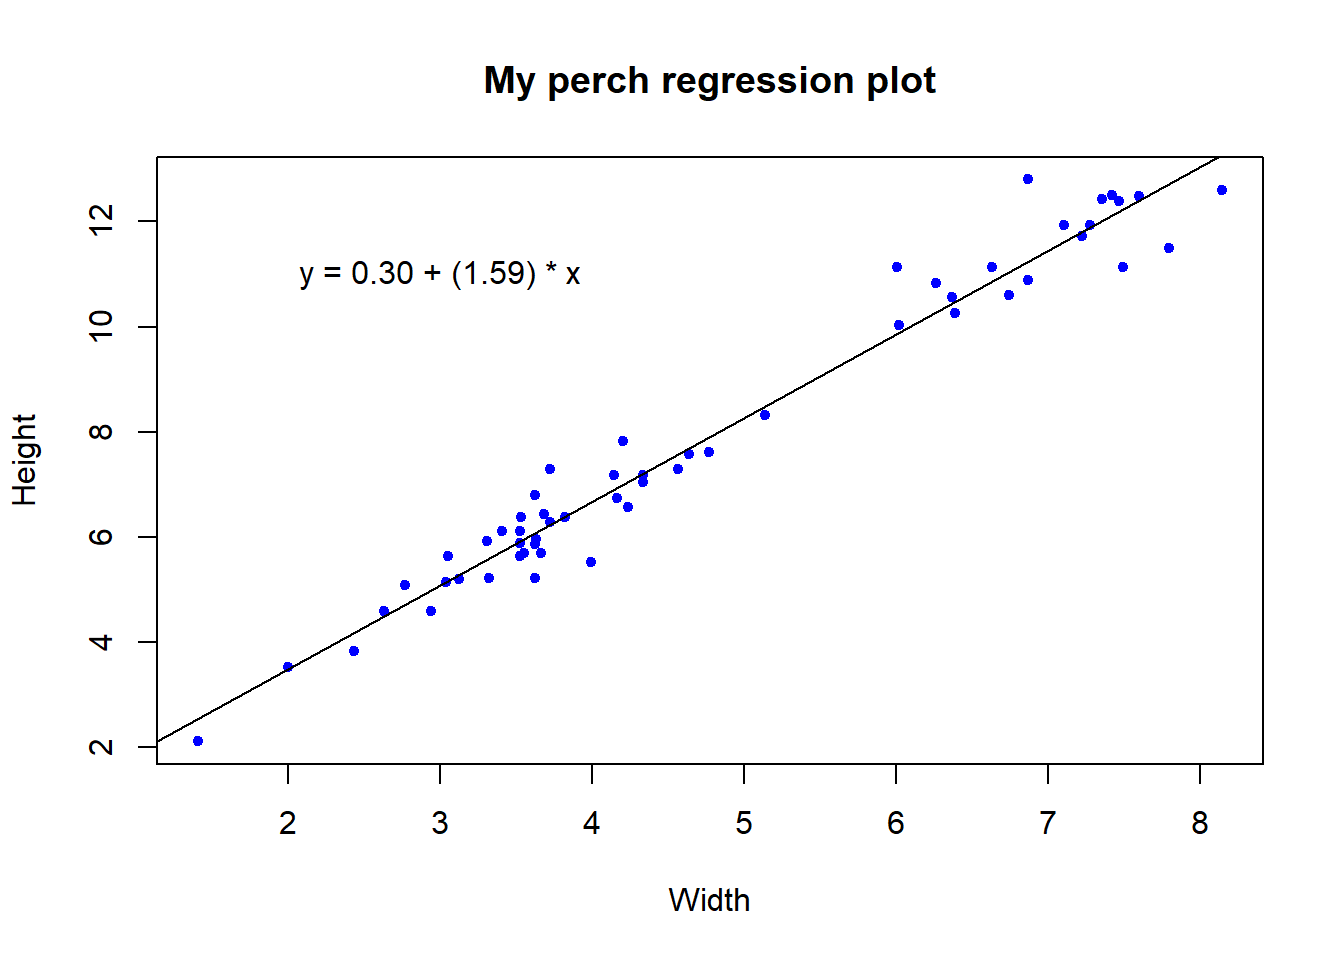 My perch regression plot
y = 0.30 + (1.59) * x
Height
12
10
8
6
4
2
2 3 4 5 6 7 8
Width